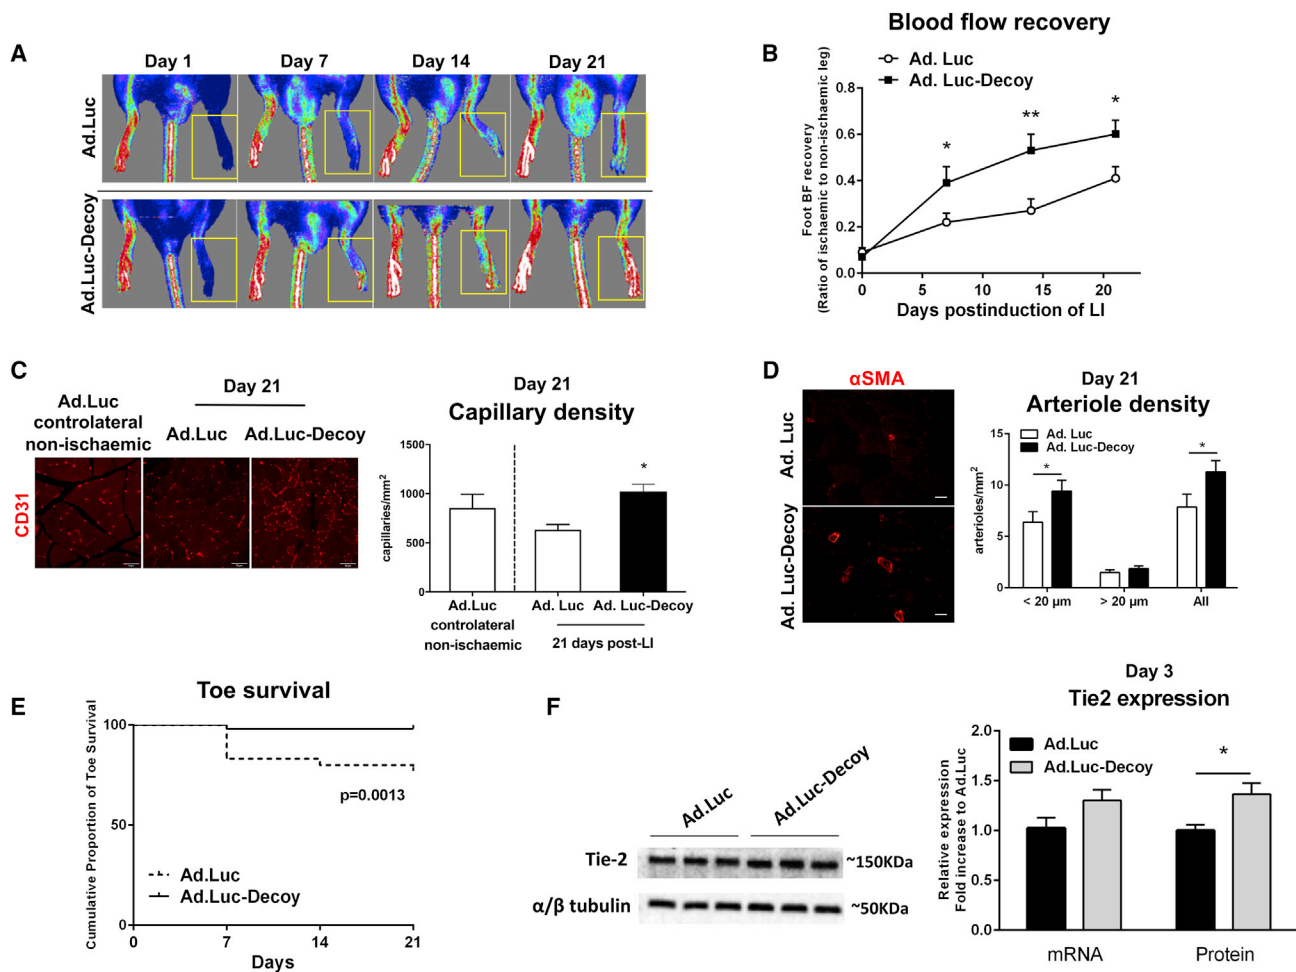 A
Day 1
Day 7
Day 14
Day 21
Ad.Luc
Ad.Luc-Decoy
Blood flow recovery
B
Ad. Luc
Ad. Luc-Decoy
Foot BF recovery
(Ratio of ischaemic to non-ischaemic leg)
0.8
0.6
0.4
0.2
0.0
*
**
*
0
5
10
15
20
Days postinduction of LI
C
Day 21
Ad.Luc
controlateral
non-ischaemic
Ad.Luc
Ad.Luc-Decoy
CD31
Day 21
Capillary density
capillaries/mm2
1500
1000
500
0
*
Ad.Luc
controlateral
non-ischaemic
Ad. Luc
Ad. Luc-Decoy
21 days post-LI
D
αSMA
Ad. Luc
Ad. Luc-Decoy
Day 21
Arteriole density
Ad. Luc
Ad. Luc-Decoy
arterioles/mm2
15
10
5
0
*
*
< 20 μm
> 20 μm
All
E
Toe survival
Cumulative Proportion of Toe Survival
100
50
0
p=0.0013
Ad.Luc
Ad.Luc-Decoy
0
7
14
21
Days
F
Ad.Luc
Ad.Luc-Decoy
Tie-2
~150KDa
α/β tubulin
~50KDa
Day 3
Tie2 expression
Ad.Luc
Ad.Luc-Decoy
Relative expression
Fold increase to Ad.Luc
2.0
1.5
1.0
0.5
0.0
*
mRNA
Protein